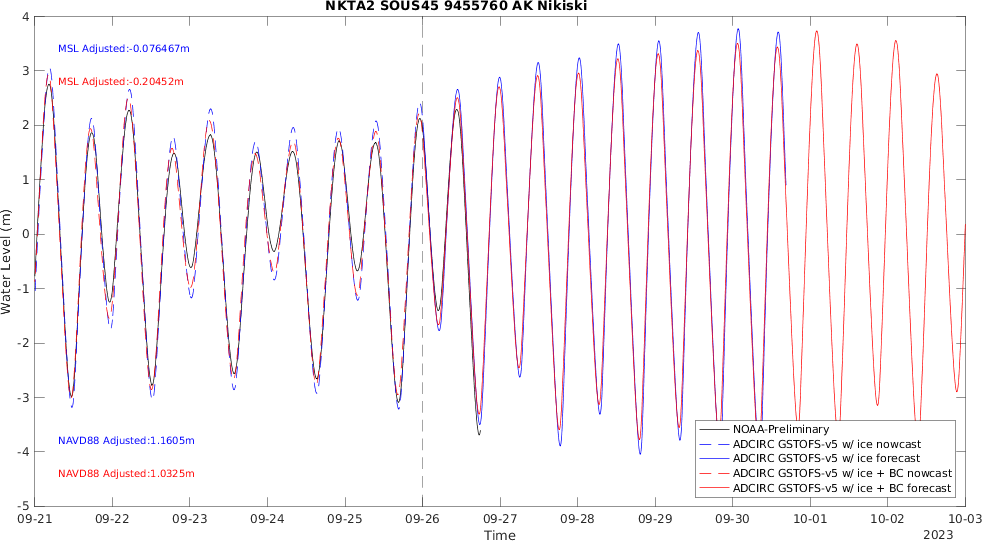 NKTA2 SOUS45 9455760 AK Nikiski
MSL Adjusted:-0.076467m
MSL Adjusted:-0.20452m
NAVD88 Adjusted:1.1605m
NAVD88 Adjusted:1.0325m
Water Level (m)
4
3
2
1
0
-1
-2
-3
-4
-5
NOAA-Preliminary
ADCIRC GSTOFS-v5 w/ ice nowcast
ADCIRC GSTOFS-v5 w/ ice forecast
ADCIRC GSTOFS-v5 w/ ice + BC nowcast
ADCIRC GSTOFS-v5 w/ ice + BC forecast
09-21 09-22 09-23 09-24 09-25 09-26 09-27 09-28 09-29 09-30 10-01 10-02 10-03
Time
2023